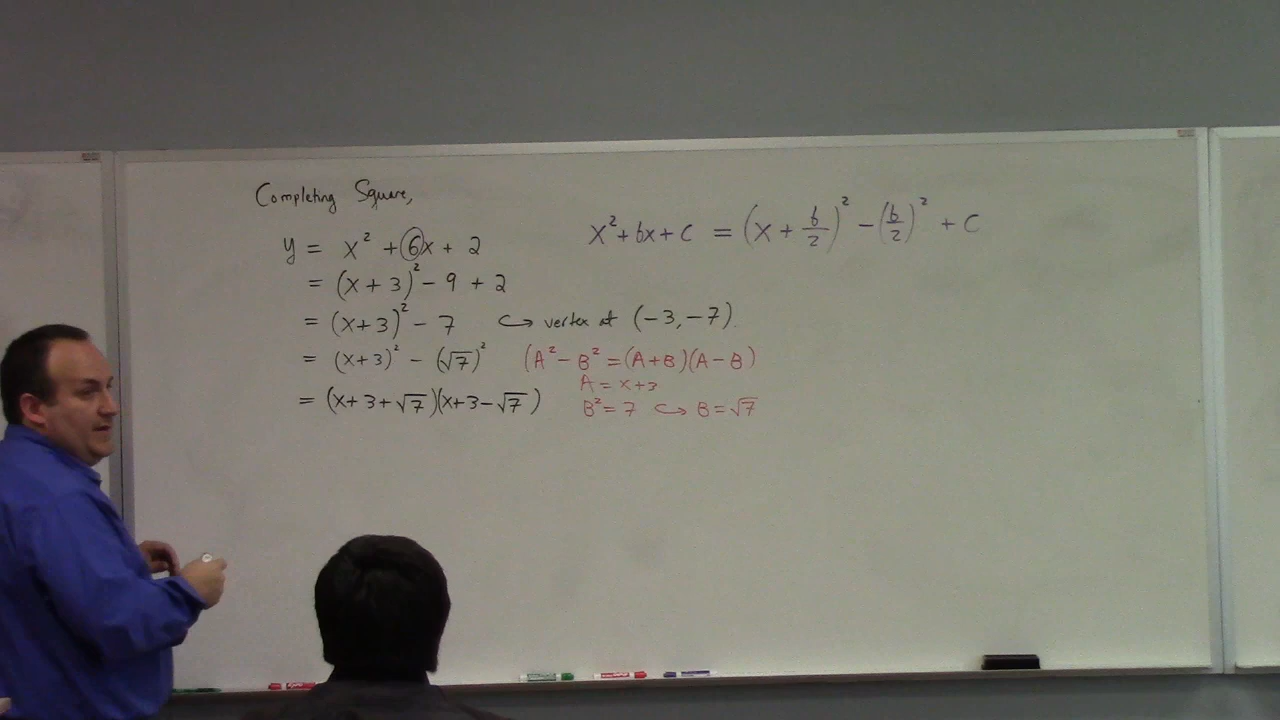 Completing Square,
y = x² + 6x + 2
= (x + 3)² - 9 + 2
= (x+3)² - 7 ↪ vertex at (-3, -7).
= (x+3)² - (√7)² (A² - B² = (A+B)(A-B)
= (x+3+√7)(x+3-√7)
A = x+3
B² = 7 ↪ B = √7
x² + bx + c = (x + b/2)² - (b/2)² + c